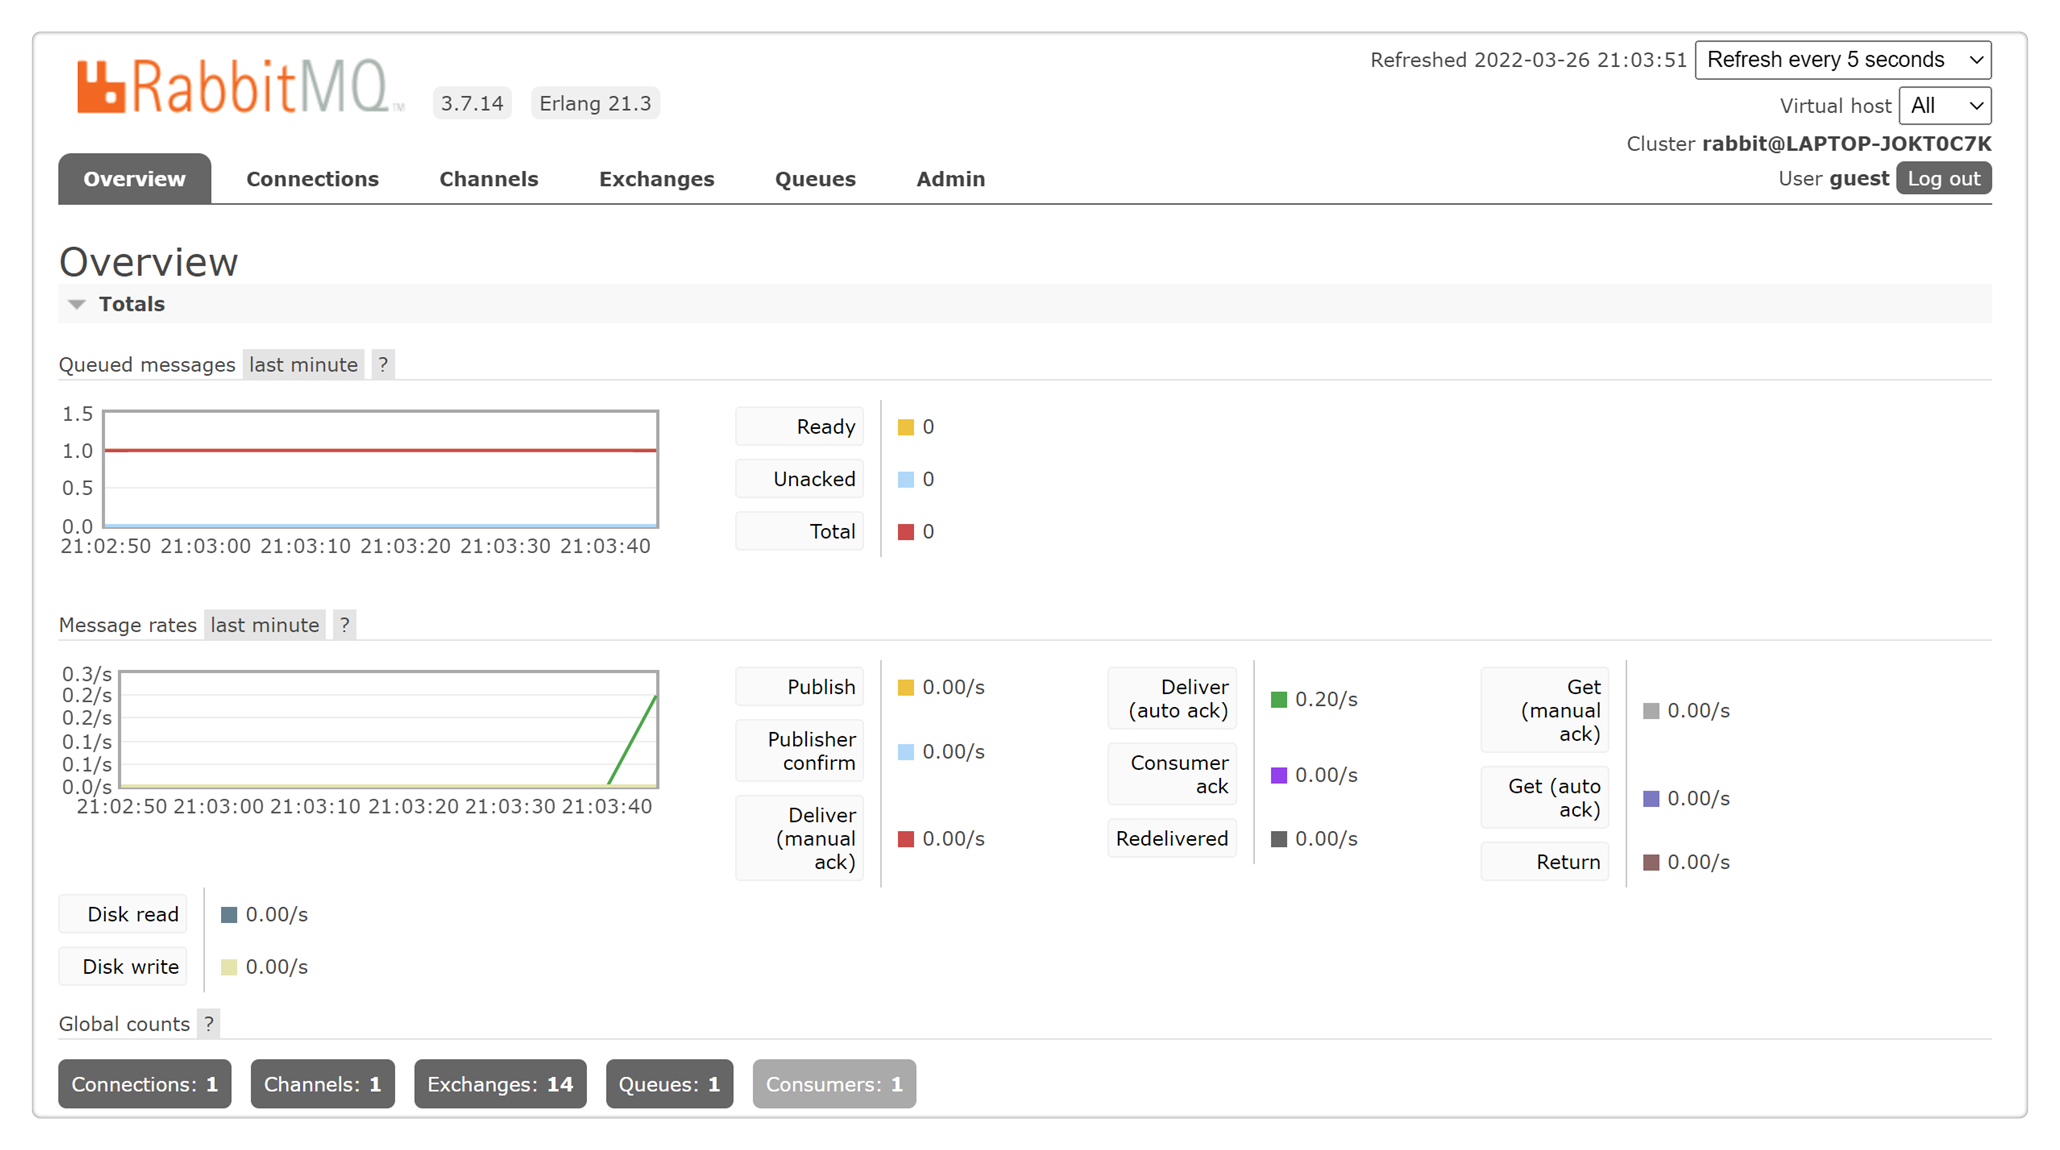 RabbitMQ TM 3.7.14 Erlang 21.3
Refreshed 2022-03-26 21:03:51 Refresh every 5 seconds
Virtual host All
Cluster rabbit@LAPTOP-JOKT0C7K
User guest Log out
Overview Connections Channels Exchanges Queues Admin
Overview
Totals
Queued messages last minute ?
1.5
1.0
0.5
0.0
21:02:50 21:03:00 21:03:10 21:03:20 21:03:30 21:03:40
Ready 0
Unacked 0
Total 0
Message rates last minute ?
0.3/s
0.2/s
0.2/s
0.1/s
0.1/s
0.0/s
21:02:50 21:03:00 21:03:10 21:03:20 21:03:30 21:03:40
Publish 0.00/s
Publisher
confirm 0.00/s
Deliver
(manual
ack) 0.00/s
Deliver
(auto ack) 0.20/s
Consumer
ack 0.00/s
Redelivered 0.00/s
Get
(manual
ack) 0.00/s
Get (auto
ack) 0.00/s
Return 0.00/s
Disk read 0.00/s
Disk write 0.00/s
Global counts ?
Connections: 1 Channels: 1 Exchanges: 14 Queues: 1 Consumers: 1